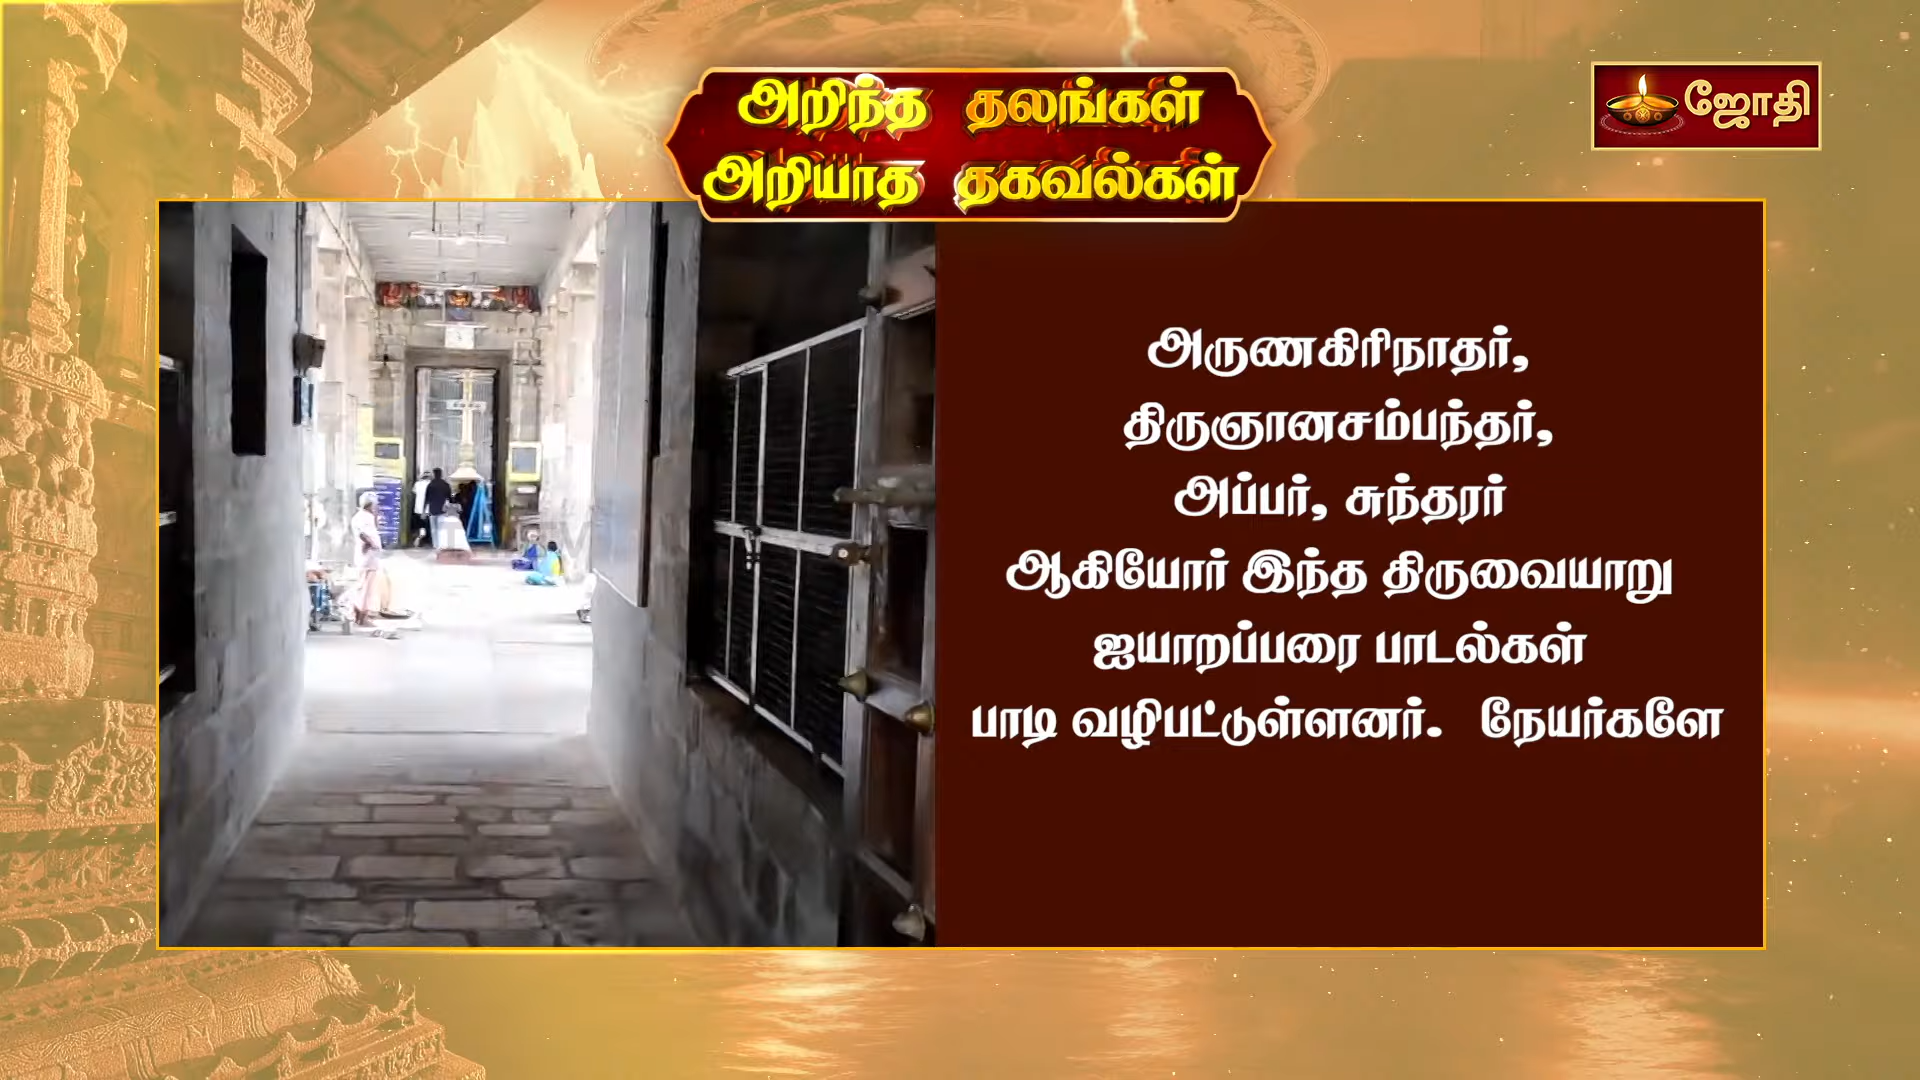 அறிந்த தலங்கள்
அறியாத தகவல்கள்
ஜோதி
அருணகிரிநாதர்,
திருஞானசம்பந்தர்,
அப்பர், சுந்தரர்
ஆகியோர் இந்த திருவையாறு
ஐயாறப்பரை பாடல்கள்
பாடி வழிபட்டுள்ளனர். நேயர்களே